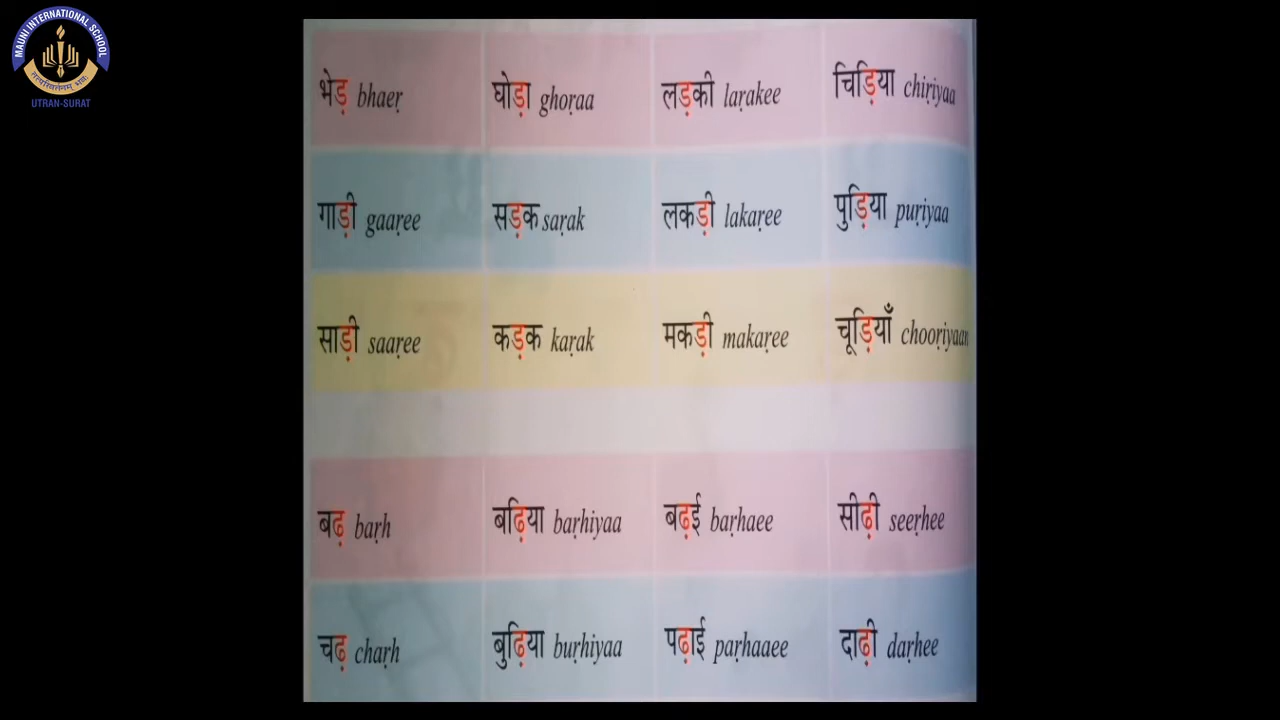 MAUNI INTERNATIONAL SCHOOL
UTRAN-SURAT
भेड़ bhaeṛ घोड़ा ghoṛaa लड़की laṛakee चिड़िया chiṛiyaa
गाड़ी gaaṛee सड़क saṛak लकड़ी lakaṛee पुड़िया puṛiyaa
साड़ी saaṛee कड़क kaṛak मकड़ी makaṛee चूड़ियाँ chooṛiyaan
बढ़ baṛh बढ़िया baṛhiyaa बढ़ई baṛhaee सीढ़ी seeṛhee
चढ़ chaṛh बुढ़िया buṛhiyaa पढ़ाई paṛhaaee दाढ़ी daṛhee